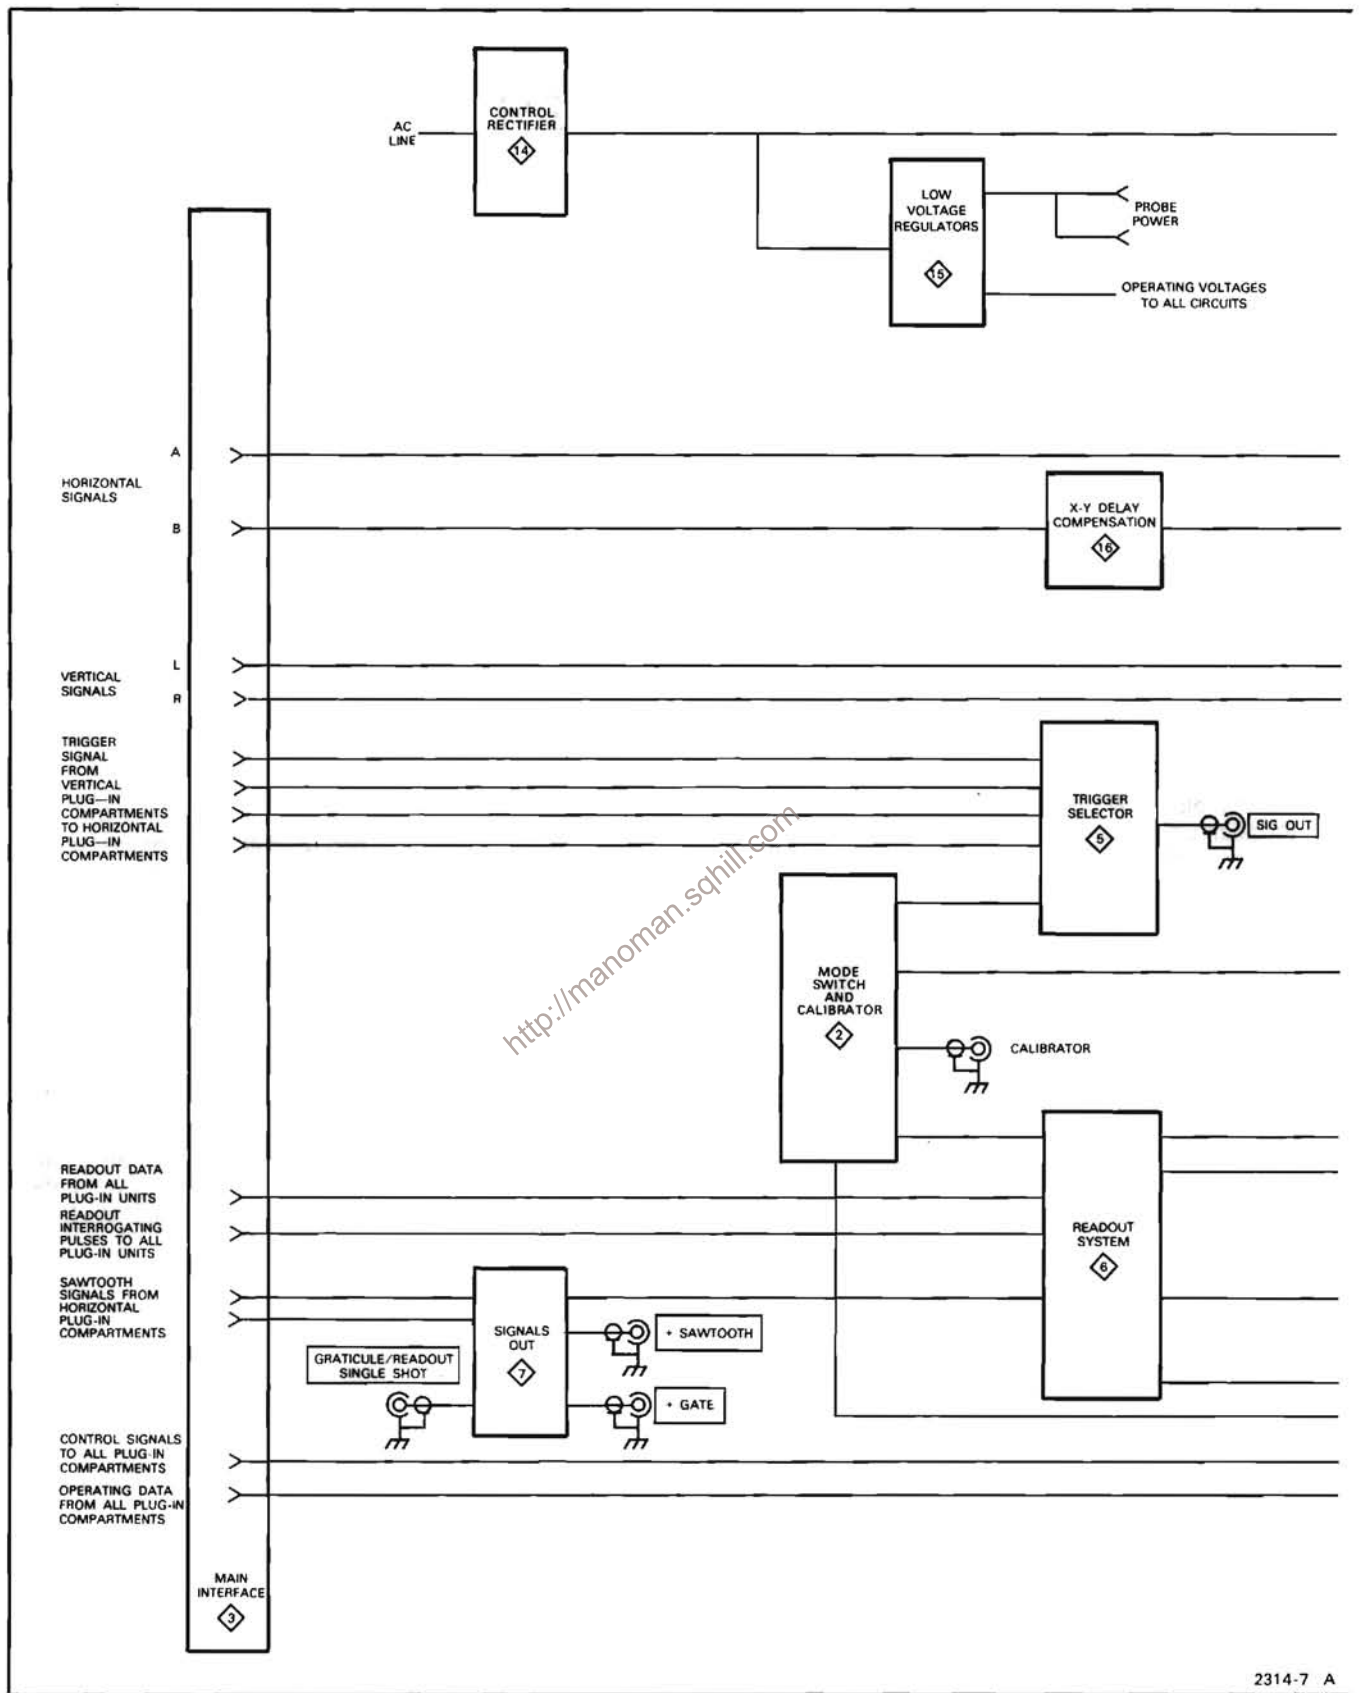 CONTROL
RECTIFIER
14
AC
LINE
LOW
VOLTAGE
REGULATORS
15
PROBE
POWER
OPERATING VOLTAGES
TO ALL CIRCUITS
A
HORIZONTAL
SIGNALS
B
X-Y DELAY
COMPENSATION
16
L
VERTICAL
SIGNALS
R
TRIGGER
SIGNAL
FROM
VERTICAL
PLUG—IN
COMPARTMENTS
TO HORIZONTAL
PLUG—IN
COMPARTMENTS
TRIGGER
SELECTOR
5
SIG OUT
MODE
SWITCH
AND
CALIBRATOR
2
CALIBRATOR
http://manoman.sqhill.com
READOUT DATA
FROM ALL
PLUG-IN UNITS
READOUT
INTERROGATING
PULSES TO ALL
PLUG-IN UNITS
READOUT
SYSTEM
6
SAWTOOTH
SIGNALS FROM
HORIZONTAL
PLUG-IN
COMPARTMENTS
SIGNALS
OUT
7
+ SAWTOOTH
GRATICULE/READOUT
SINGLE SHOT
+ GATE
CONTROL SIGNALS
TO ALL PLUG-IN
COMPARTMENTS
OPERATING DATA
FROM ALL PLUG-IN
COMPARTMENTS
MAIN
INTERFACE
3
2314-7 A